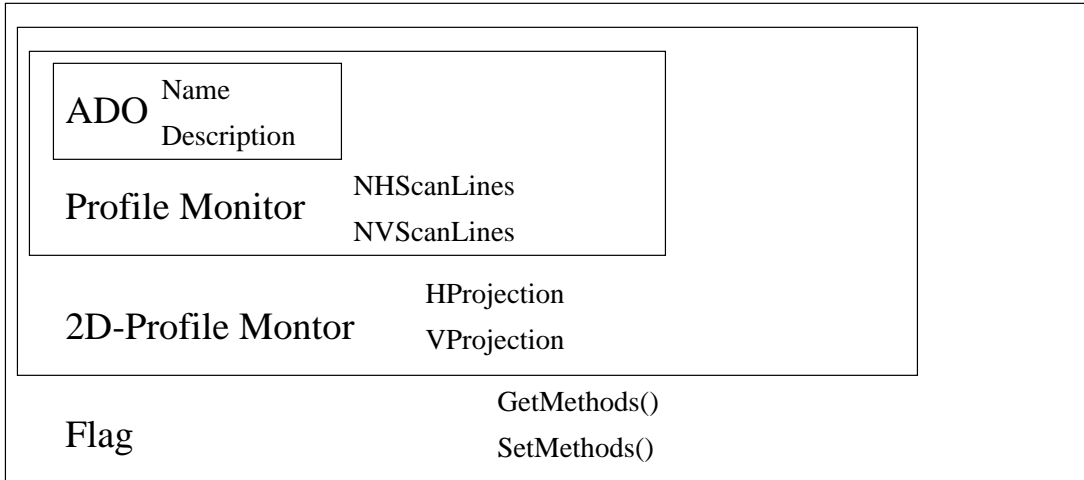 ADO
Name
Description
Profile Monitor
NHScanLines
NVScanLines
2D-Profile Montor
HProjection
VProjection
Flag
GetMethods()
SetMethods()